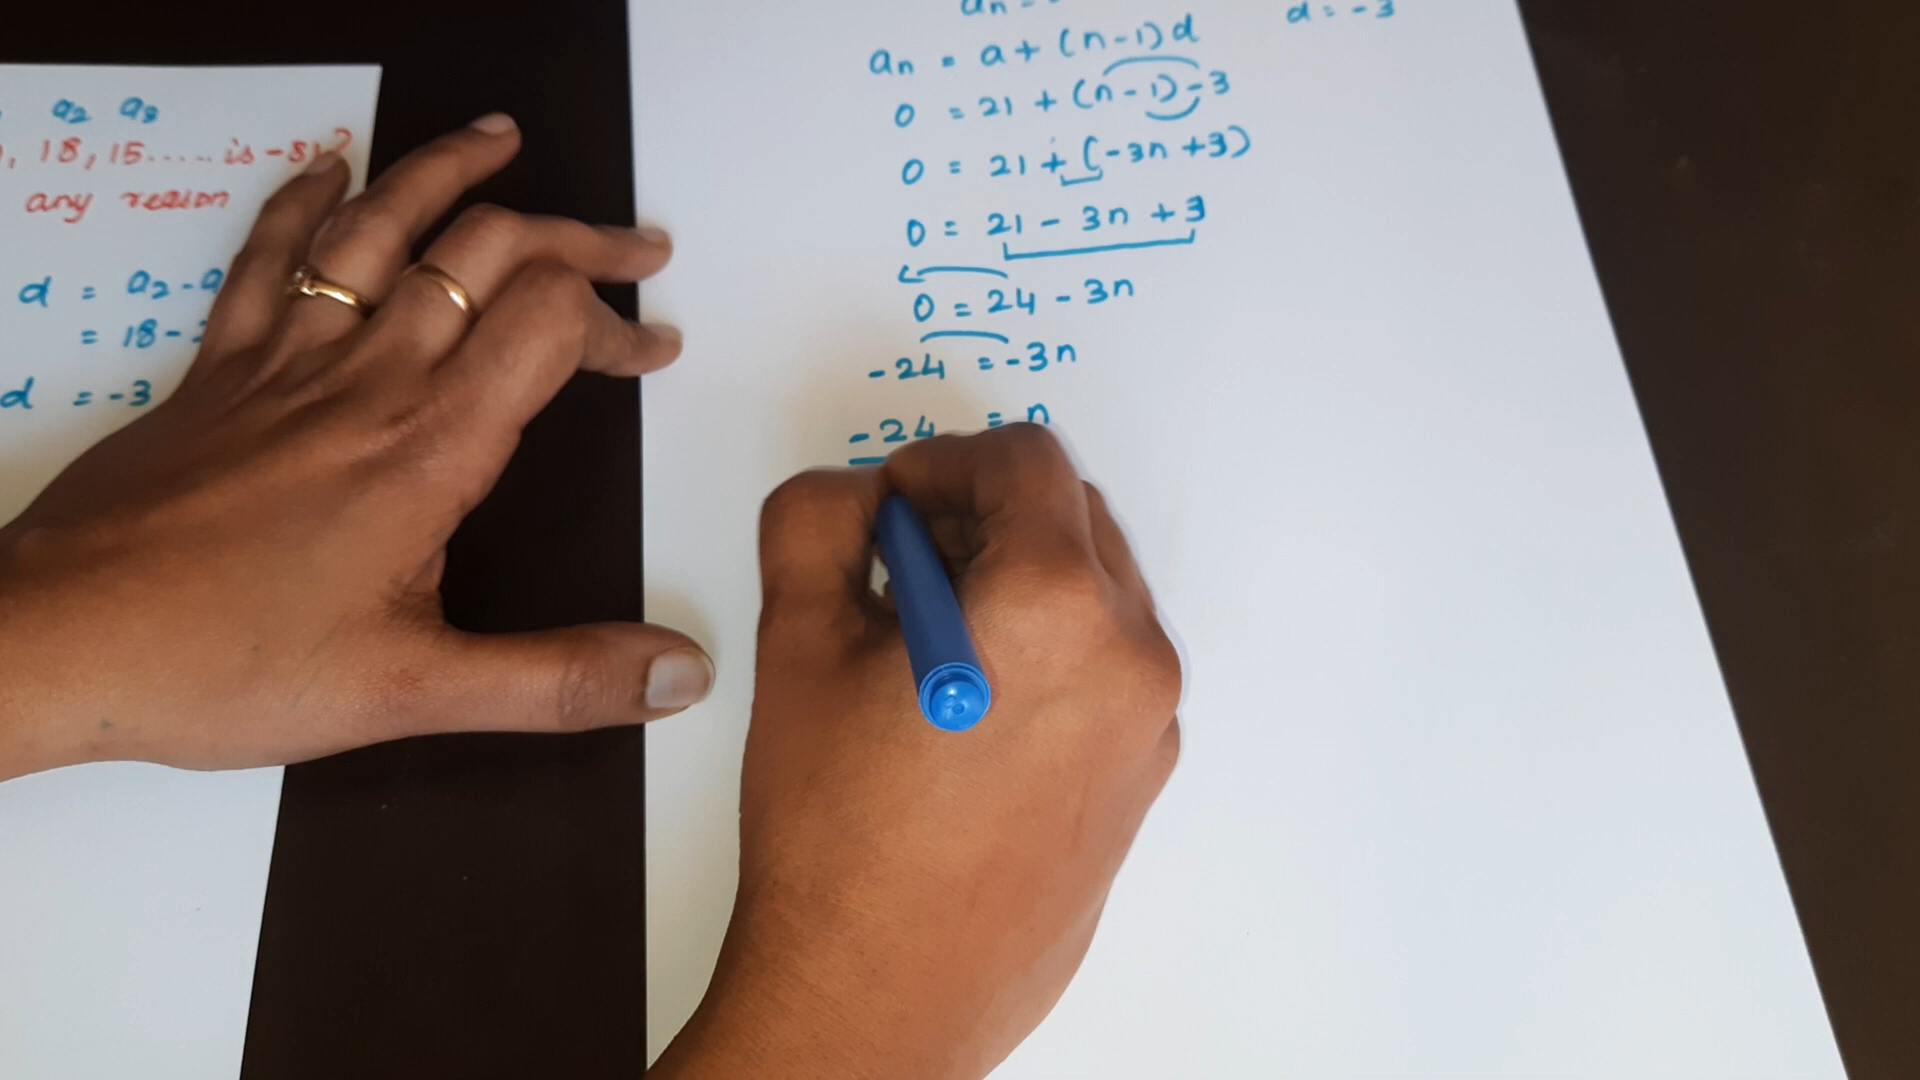 a2 a3
, 18, 15..... is -81?
any reason
d = a2 - a
= 18 -
d = -3
an =
d = -3
an = a + (n-1) d
0 = 21 + (n-1) -3
0 = 21 + (-3n +3)
0 = 21 - 3n + 3
0 = 24 - 3n
-24 = -3n
-24 = n